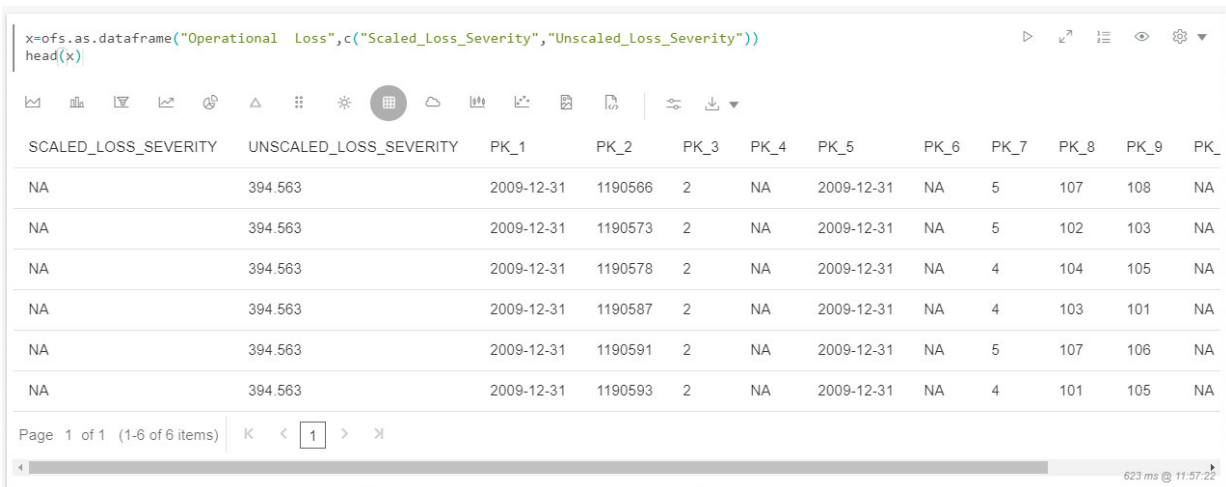 x=ofs.as.dataframe("Operational  Loss",c("Scaled_Loss_Severity","Unscaled_Loss_Severity"))
head(x)
SCALED_LOSS_SEVERITY UNSCALED_LOSS_SEVERITY PK_1 PK_2 PK_3 PK_4 PK_5 PK_6 PK_7 PK_8 PK_9 PK_
NA 394.563 2009-12-31 1190566 2 NA 2009-12-31 NA 5 107 108 NA
NA 394.563 2009-12-31 1190573 2 NA 2009-12-31 NA 5 102 103 NA
NA 394.563 2009-12-31 1190578 2 NA 2009-12-31 NA 4 104 105 NA
NA 394.563 2009-12-31 1190587 2 NA 2009-12-31 NA 4 103 101 NA
NA 394.563 2009-12-31 1190591 2 NA 2009-12-31 NA 5 107 106 NA
NA 394.563 2009-12-31 1190593 2 NA 2009-12-31 NA 4 101 105 NA
Page 1 of 1 (1-6 of 6 items) 1
623 ms @ 11:57:22